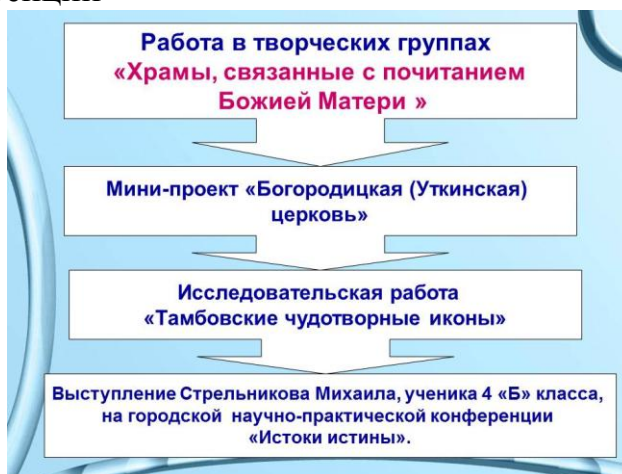 Работа в творческих группах
«Храмы, связанные с почитанием
Божией Матери »
Мини-проект «Богородицкая (Уткинская)
церковь»
Исследовательская работа
«Тамбовские чудотворные иконы»
Выступление Стрельникова Михаила, ученика 4 «Б» класса,
на городской научно-практической конференции
«Истоки истины».